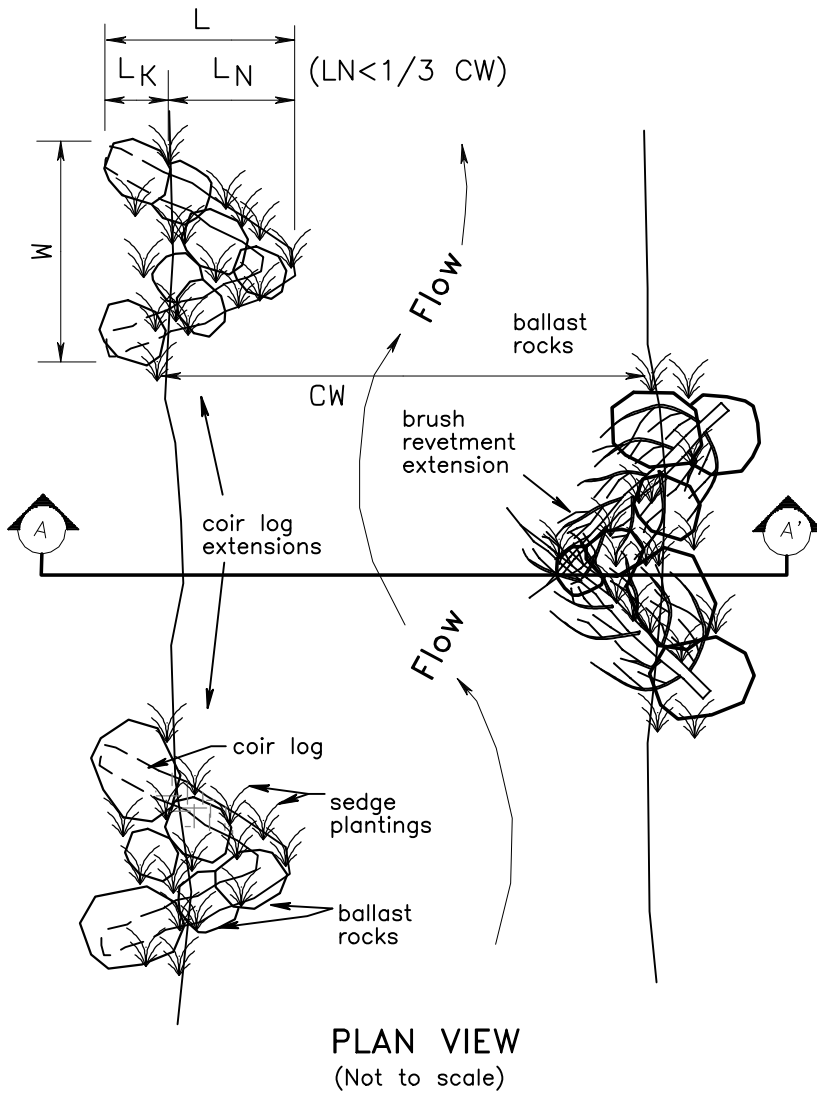 L
LK LN (LN<1/3 CW)
W
Flow
ballast
rocks
CW
brush
revetment
extension
A
A'
coir log
extensions
Flow
coir log
sedge
plantings
ballast
rocks
PLAN VIEW
(Not to scale)